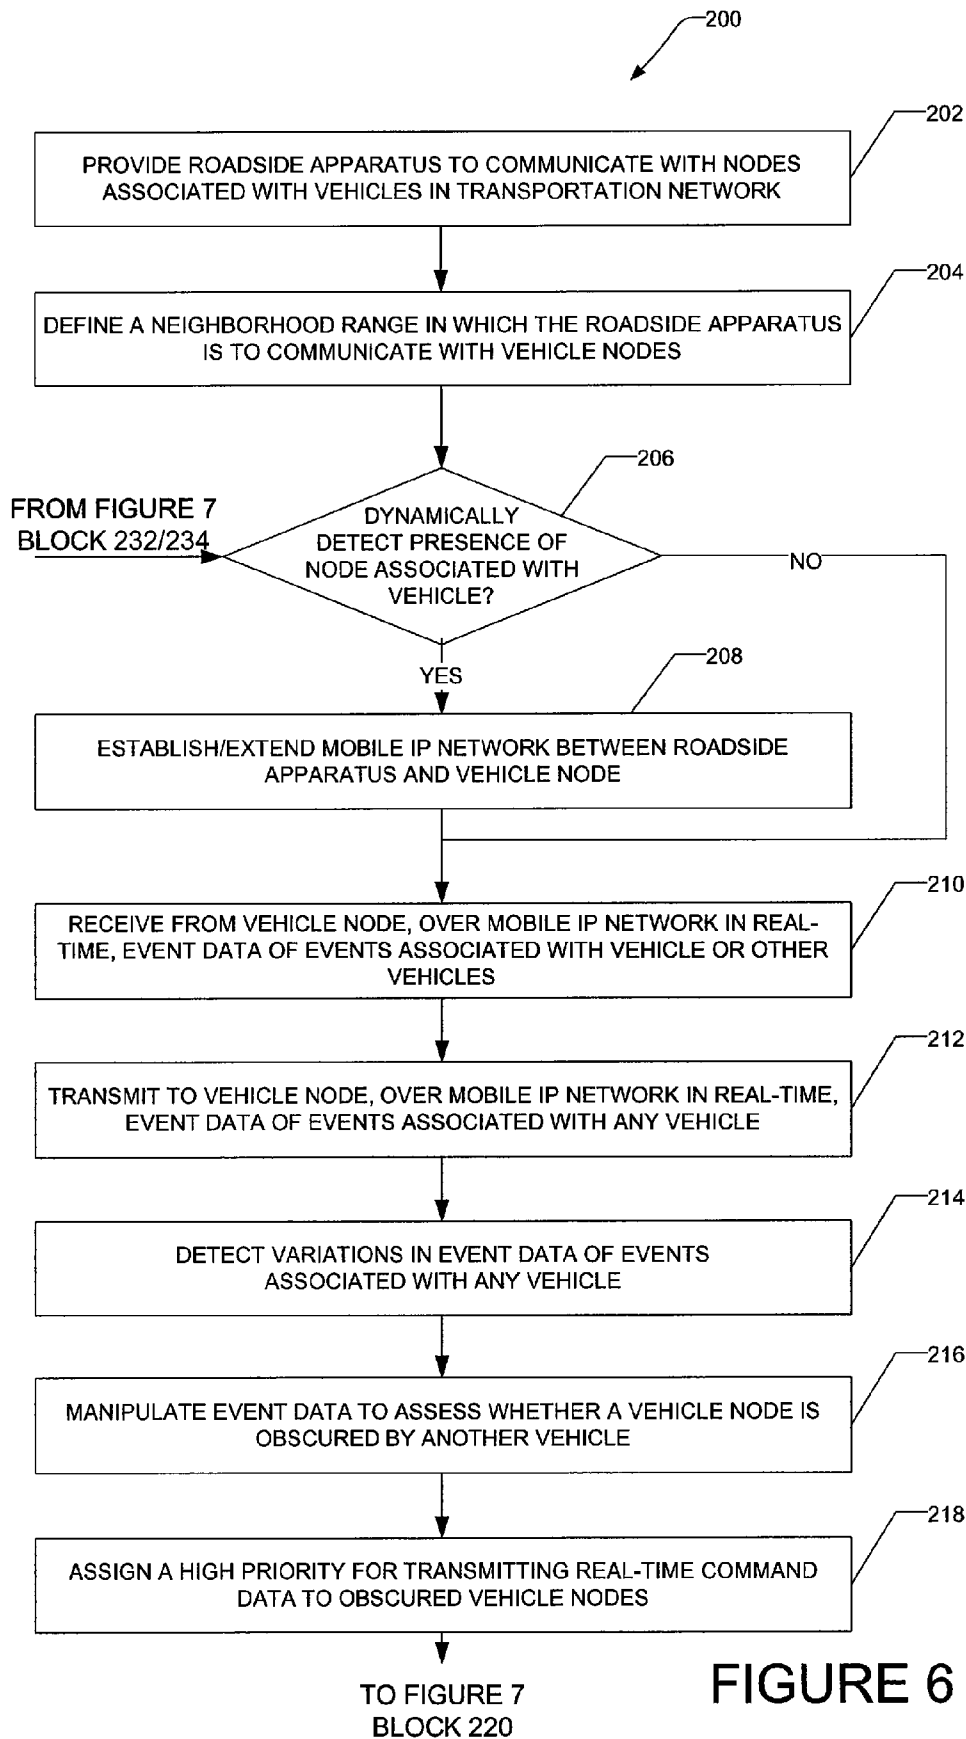 200
202
PROVIDE ROADSIDE APPARATUS TO COMMUNICATE WITH NODES
ASSOCIATED WITH VEHICLES IN TRANSPORTATION NETWORK
204
DEFINE A NEIGHBORHOOD RANGE IN WHICH THE ROADSIDE APPARATUS
IS TO COMMUNICATE WITH VEHICLE NODES
206
FROM FIGURE 7
BLOCK 232/234
DYNAMICALLY
DETECT PRESENCE OF
NODE ASSOCIATED WITH
VEHICLE?
NO
YES
208
ESTABLISH/EXTEND MOBILE IP NETWORK BETWEEN ROADSIDE
APPARATUS AND VEHICLE NODE
210
RECEIVE FROM VEHICLE NODE, OVER MOBILE IP NETWORK IN REAL-
TIME, EVENT DATA OF EVENTS ASSOCIATED WITH VEHICLE OR OTHER
VEHICLES
212
TRANSMIT TO VEHICLE NODE, OVER MOBILE IP NETWORK IN REAL-TIME,
EVENT DATA OF EVENTS ASSOCIATED WITH ANY VEHICLE
214
DETECT VARIATIONS IN EVENT DATA OF EVENTS
ASSOCIATED WITH ANY VEHICLE
216
MANIPULATE EVENT DATA TO ASSESS WHETHER A VEHICLE NODE IS
OBSCURED BY ANOTHER VEHICLE
218
ASSIGN A HIGH PRIORITY FOR TRANSMITTING REAL-TIME COMMAND
DATA TO OBSCURED VEHICLE NODES
TO FIGURE 7
BLOCK 220
FIGURE 6